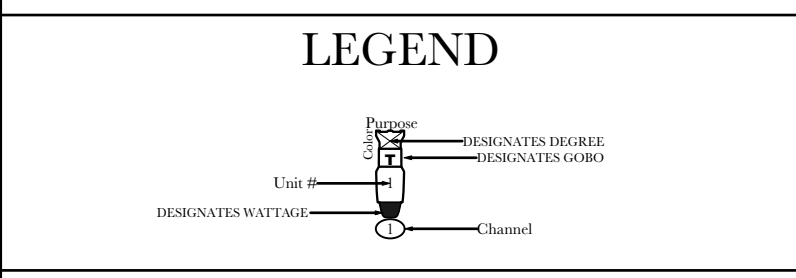 LEGEND
Purpose
Color
DESIGNATES DEGREE
T
DESIGNATES GOBO
Unit #
1
DESIGNATES WATTAGE
1
Channel